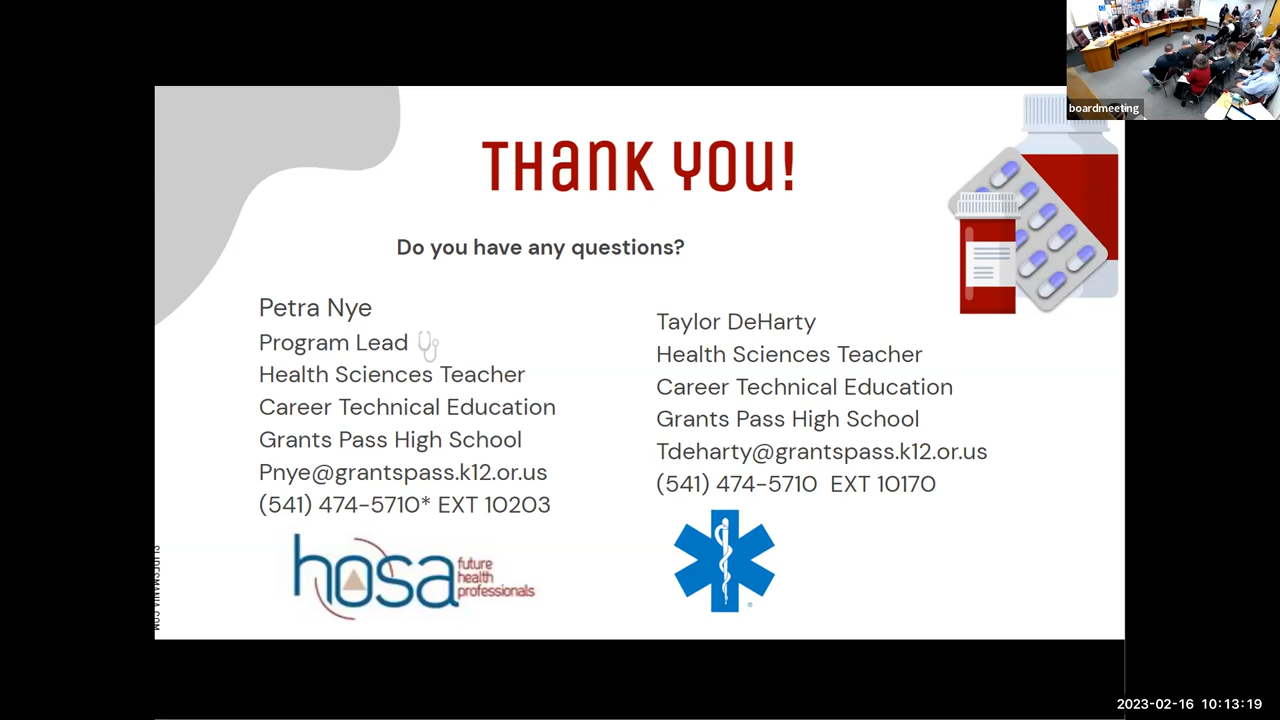 boardmeeting
THANK YOU!
Do you have any questions?
Petra Nye
Program Lead
Health Sciences Teacher
Career Technical Education
Grants Pass High School
Pnye@grantspass.k12.or.us
(541) 474-5710* EXT 10203
Taylor DeHarty
Health Sciences Teacher
Career Technical Education
Grants Pass High School
Tdeharty@grantspass.k12.or.us
(541) 474-5710  EXT 10170
hosa
future
health
professionals
®
SLIDESMANIA.COM
2023-02-16 10:13:19